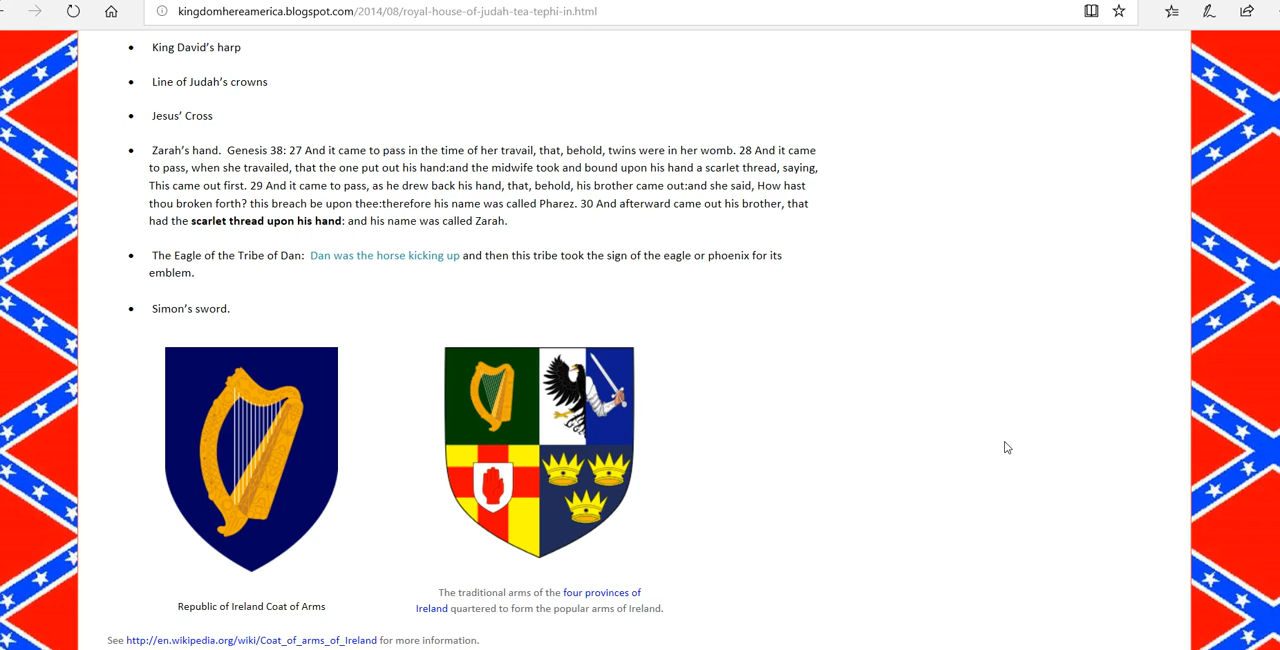 kingdomhereamerica.blogspot.com/2014/08/royal-house-of-judah-tea-tephi-in.html
• King David's harp
• Line of Judah's crowns
• Jesus' Cross
• Zarah's hand.  Genesis 38: 27 And it came to pass in the time of her travail, that, behold, twins were in her womb. 28 And it came
to pass, when she travailed, that the one put out his hand:and the midwife took and bound upon his hand a scarlet thread, saying,
This came out first. 29 And it came to pass, as he drew back his hand, that, behold, his brother came out:and she said, How hast
thou broken forth? this breach be upon thee:therefore his name was called Pharez. 30 And afterward came out his brother, that
had the scarlet thread upon his hand: and his name was called Zarah.
• The Eagle of the Tribe of Dan:  Dan was the horse kicking up and then this tribe took the sign of the eagle or phoenix for its
emblem.
• Simon's sword.
Republic of Ireland Coat of Arms
The traditional arms of the four provinces of
Ireland quartered to form the popular arms of Ireland.
See http://en.wikipedia.org/wiki/Coat_of_arms_of_Ireland for more information.